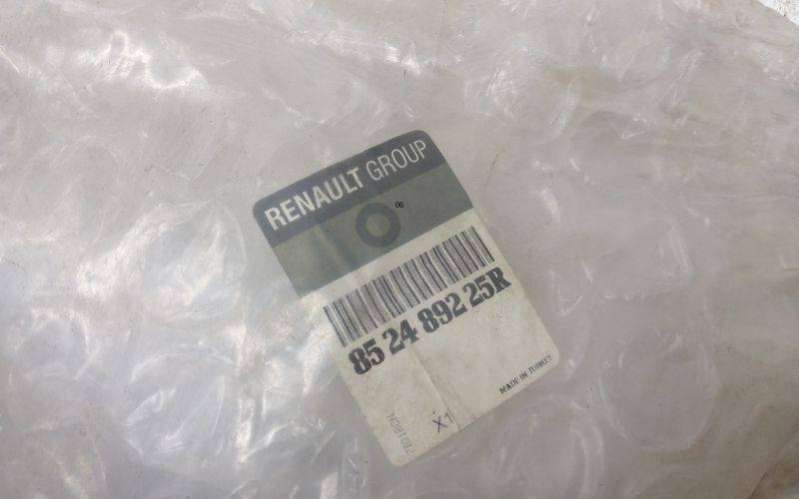 RENAULT GROUP
85 24 892 25R
MADE IN TURKEY
X1